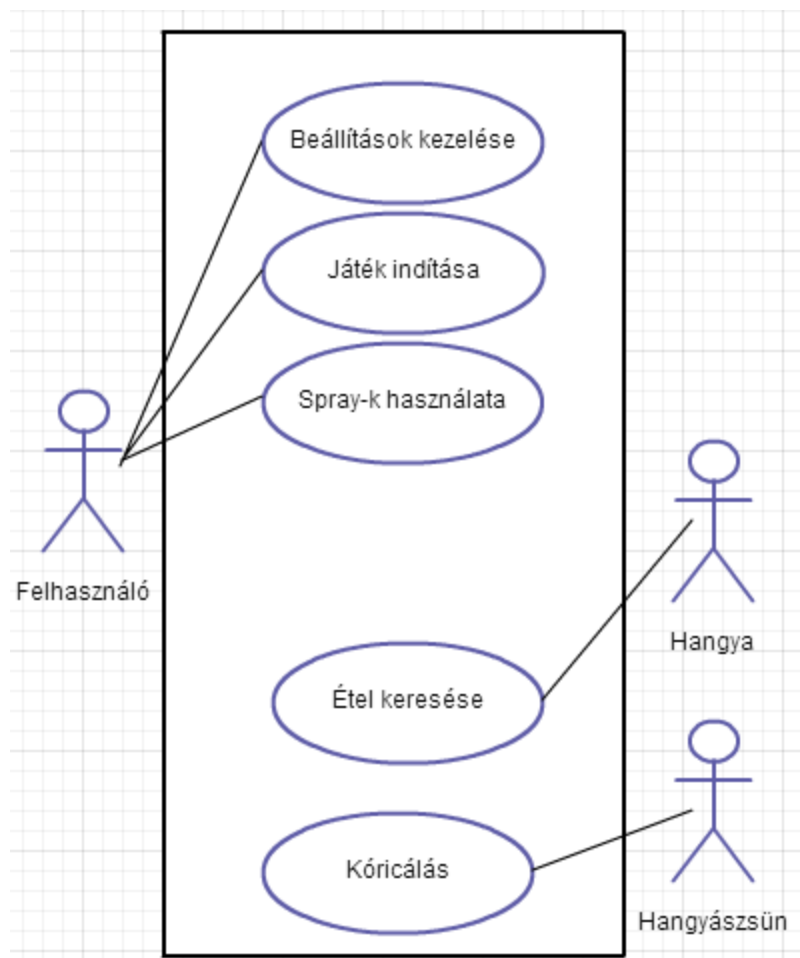 Beállítások kezelése
Játék indítása
Spray-k használata
Felhasználó
Hangya
Étel keresése
Kóricálás
Hangyászsün